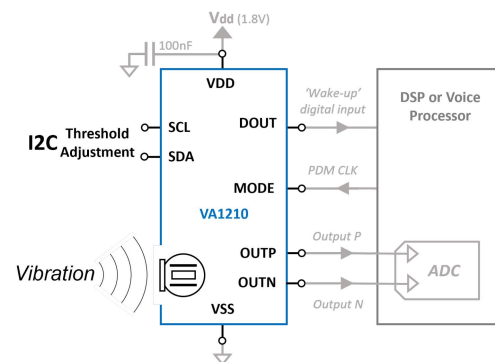 Vdd (1.8V)
100nF
VDD
'Wake-up'
digital input
DSP or Voice
Processor
I2C Threshold
Adjustment
SCL
SDA
DOUT
PDM CLK
MODE
VA1210
Output P
OUTP
ADC
Vibration
OUTN
Output N
VSS